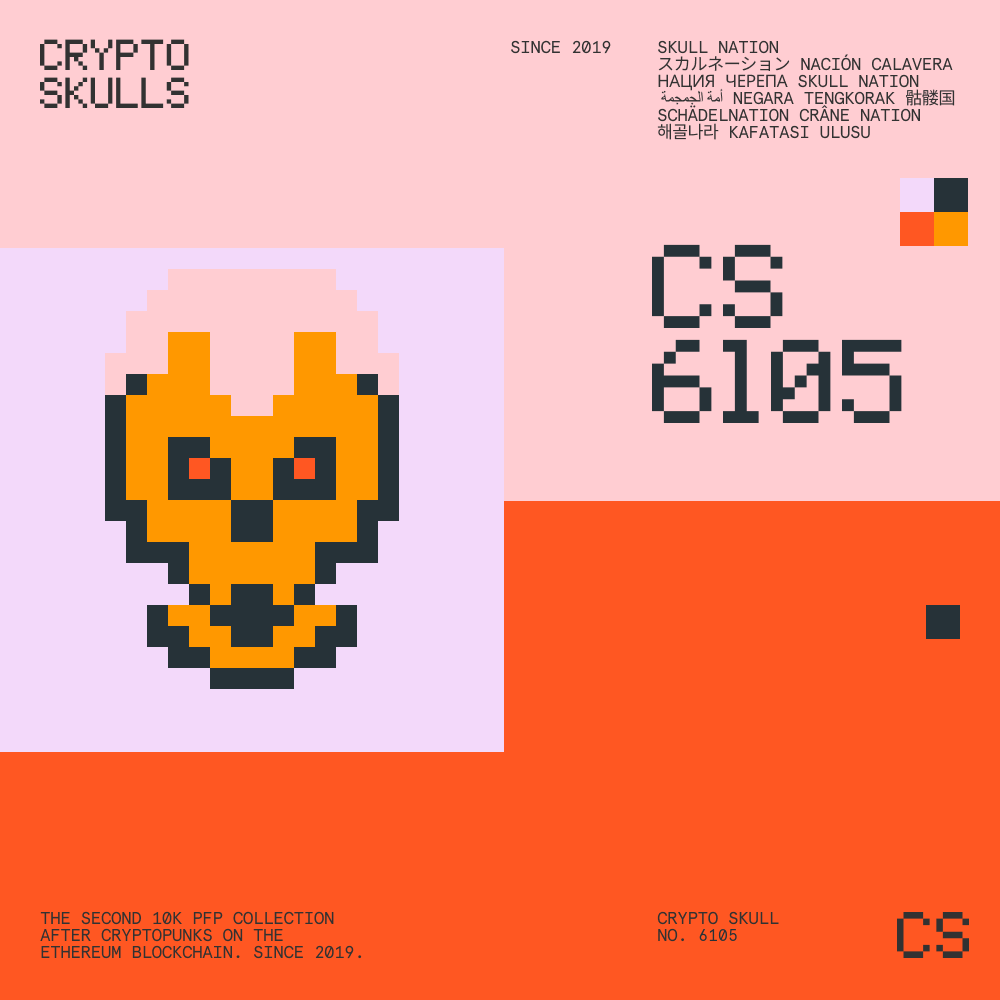 CRYPTO
SKULLS
SINCE 2019
SKULL NATION
スカルネーション NACIÓN CALAVERA
НАЦИЯ ЧЕРЕПА SKULL NATION
أمة الجمجمة NEGARA TENGKORAK 骷髅国
SCHÄDELNATION CRÂNE NATION
해골나라 KAFATASI ULUSU
CS
6105
THE SECOND 10K PFP COLLECTION
AFTER CRYPTOPUNKS ON THE
ETHEREUM BLOCKCHAIN. SINCE 2019.
CRYPTO SKULL
NO. 6105
CS